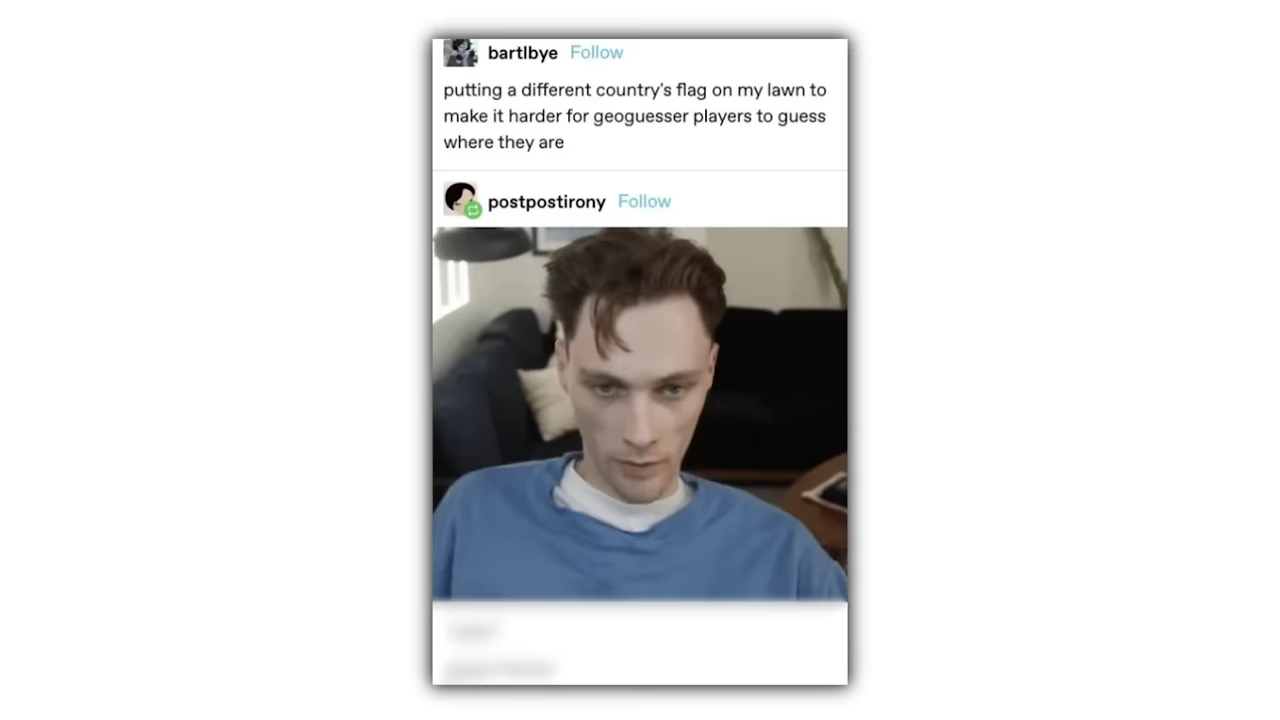 bartlbye Follow
putting a different country's flag on my lawn to
make it harder for geoguesser players to guess
where they are
postpostirony Follow